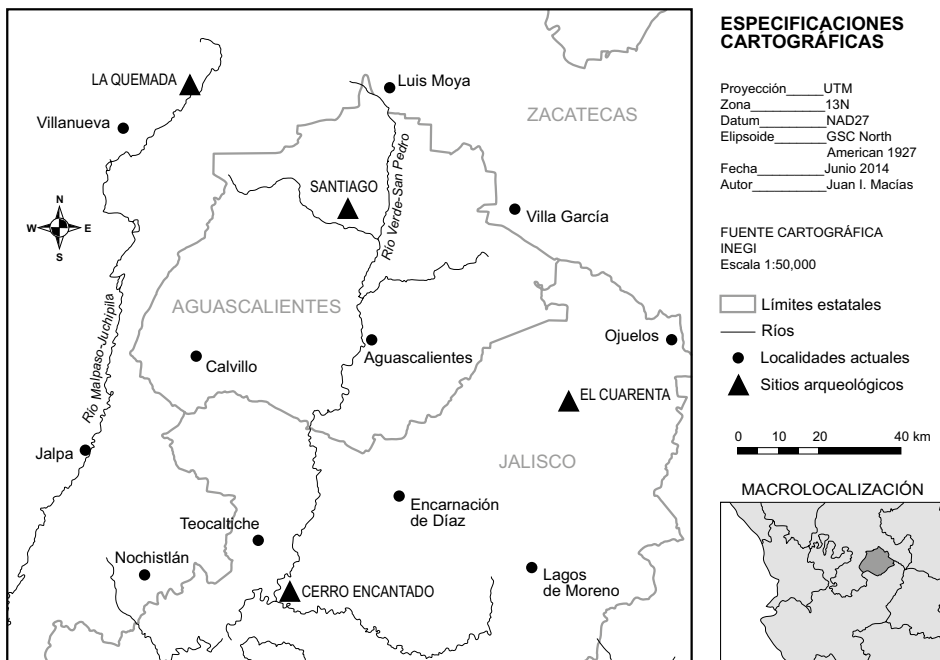 LA QUEMADA
Luis Moya
Villanueva
ZACATECAS
SANTIAGO
Río Verde-San Pedro
Villa García
N
W
E
S
AGUASCALIENTES
Río Malpaso-Juchipila
Aguascalientes
Ojuelos
Calvillo
EL CUARENTA
Jalpa
JALISCO
Encarnación
de Díaz
Teocaltiche
Nochistlán
Lagos
de Moreno
CERRO ENCANTADO
ESPECIFICACIONES
CARTOGRÁFICAS
Proyección_____UTM
Zona__________13N
Datum_________NAD27
Elipsoide_______GSC North
American 1927
Fecha_________Junio 2014
Autor__________Juan I. Macías
FUENTE CARTOGRÁFICA
INEGI
Escala 1:50,000
Límites estatales
Ríos
Localidades actuales
Sitios arqueológicos
0 10 20 40 km
MACROLOCALIZACIÓN